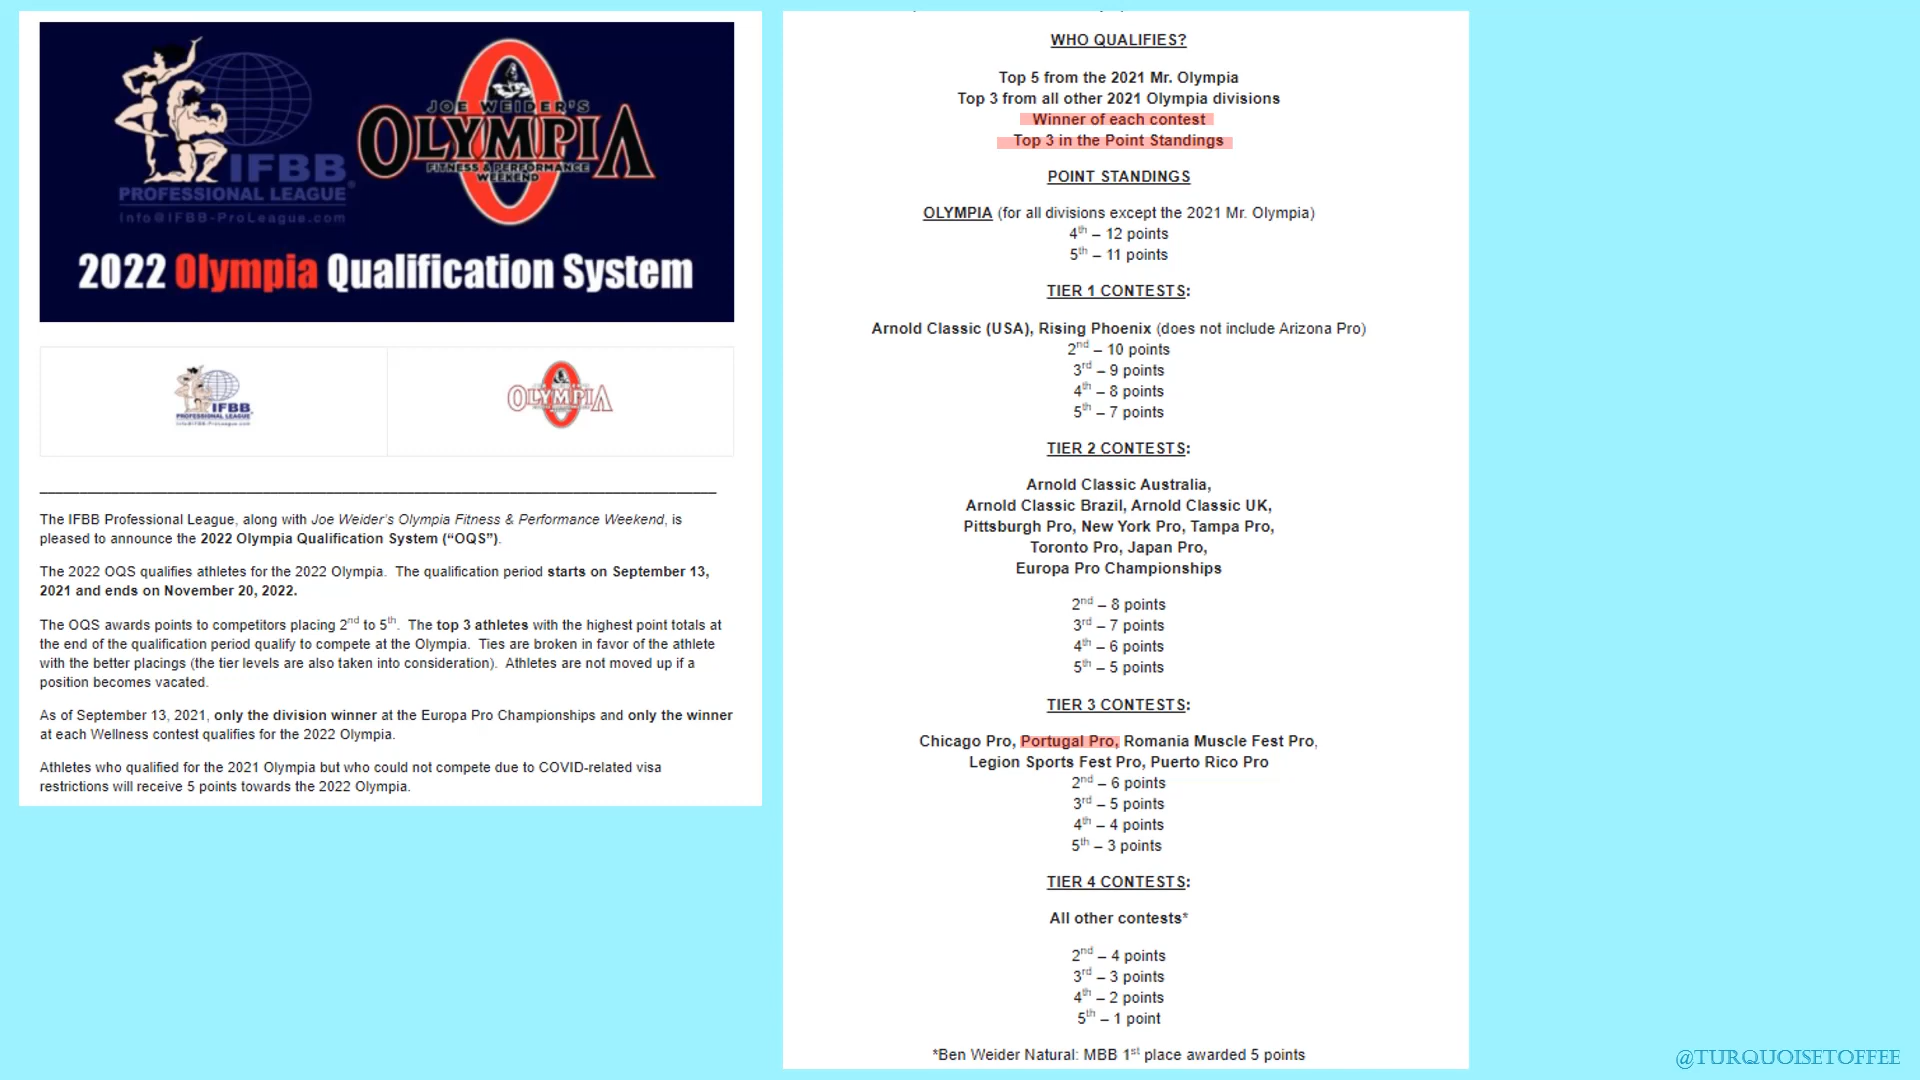 JOE WEIDER'S
OLYMPIA
FITNESS & PERFORMANCE
WEEKEND
IFBB
PROFESSIONAL LEAGUE®
Info@IFBB-ProLeague.com
2022 Olympia Qualification System
IFBB
PROFESSIONAL LEAGUE
Info@IFBB-ProLeague.com
OLYMPIA
The IFBB Professional League, along with Joe Weider's Olympia Fitness & Performance Weekend, is
pleased to announce the 2022 Olympia Qualification System (“OQS”).
The 2022 OQS qualifies athletes for the 2022 Olympia. The qualification period starts on September 13,
2021 and ends on November 20, 2022.
The OQS awards points to competitors placing 2nd to 5th. The top 3 athletes with the highest point totals at
the end of the qualification period qualify to compete at the Olympia. Ties are broken in favor of the athlete
with the better placings (the tier levels are also taken into consideration). Athletes are not moved up if a
position becomes vacated.
As of September 13, 2021, only the division winner at the Europa Pro Championships and only the winner
at each Wellness contest qualifies for the 2022 Olympia.
Athletes who qualified for the 2021 Olympia but who could not compete due to COVID-related visa
restrictions will receive 5 points towards the 2022 Olympia.
WHO QUALIFIES?
Top 5 from the 2021 Mr. Olympia
Top 3 from all other 2021 Olympia divisions
Winner of each contest
Top 3 in the Point Standings
POINT STANDINGS
OLYMPIA (for all divisions except the 2021 Mr. Olympia)
4th – 12 points
5th – 11 points
TIER 1 CONTESTS:
Arnold Classic (USA), Rising Phoenix (does not include Arizona Pro)
2nd – 10 points
3rd – 9 points
4th – 8 points
5th – 7 points
TIER 2 CONTESTS:
Arnold Classic Australia,
Arnold Classic Brazil, Arnold Classic UK,
Pittsburgh Pro, New York Pro, Tampa Pro,
Toronto Pro, Japan Pro,
Europa Pro Championships
2nd – 8 points
3rd – 7 points
4th – 6 points
5th – 5 points
TIER 3 CONTESTS:
Chicago Pro, Portugal Pro, Romania Muscle Fest Pro,
Legion Sports Fest Pro, Puerto Rico Pro
2nd – 6 points
3rd – 5 points
4th – 4 points
5th – 3 points
TIER 4 CONTESTS:
All other contests*
2nd – 4 points
3rd – 3 points
4th – 2 points
5th – 1 point
*Ben Weider Natural: MBB 1st place awarded 5 points
@TURQUOISETOFFEE